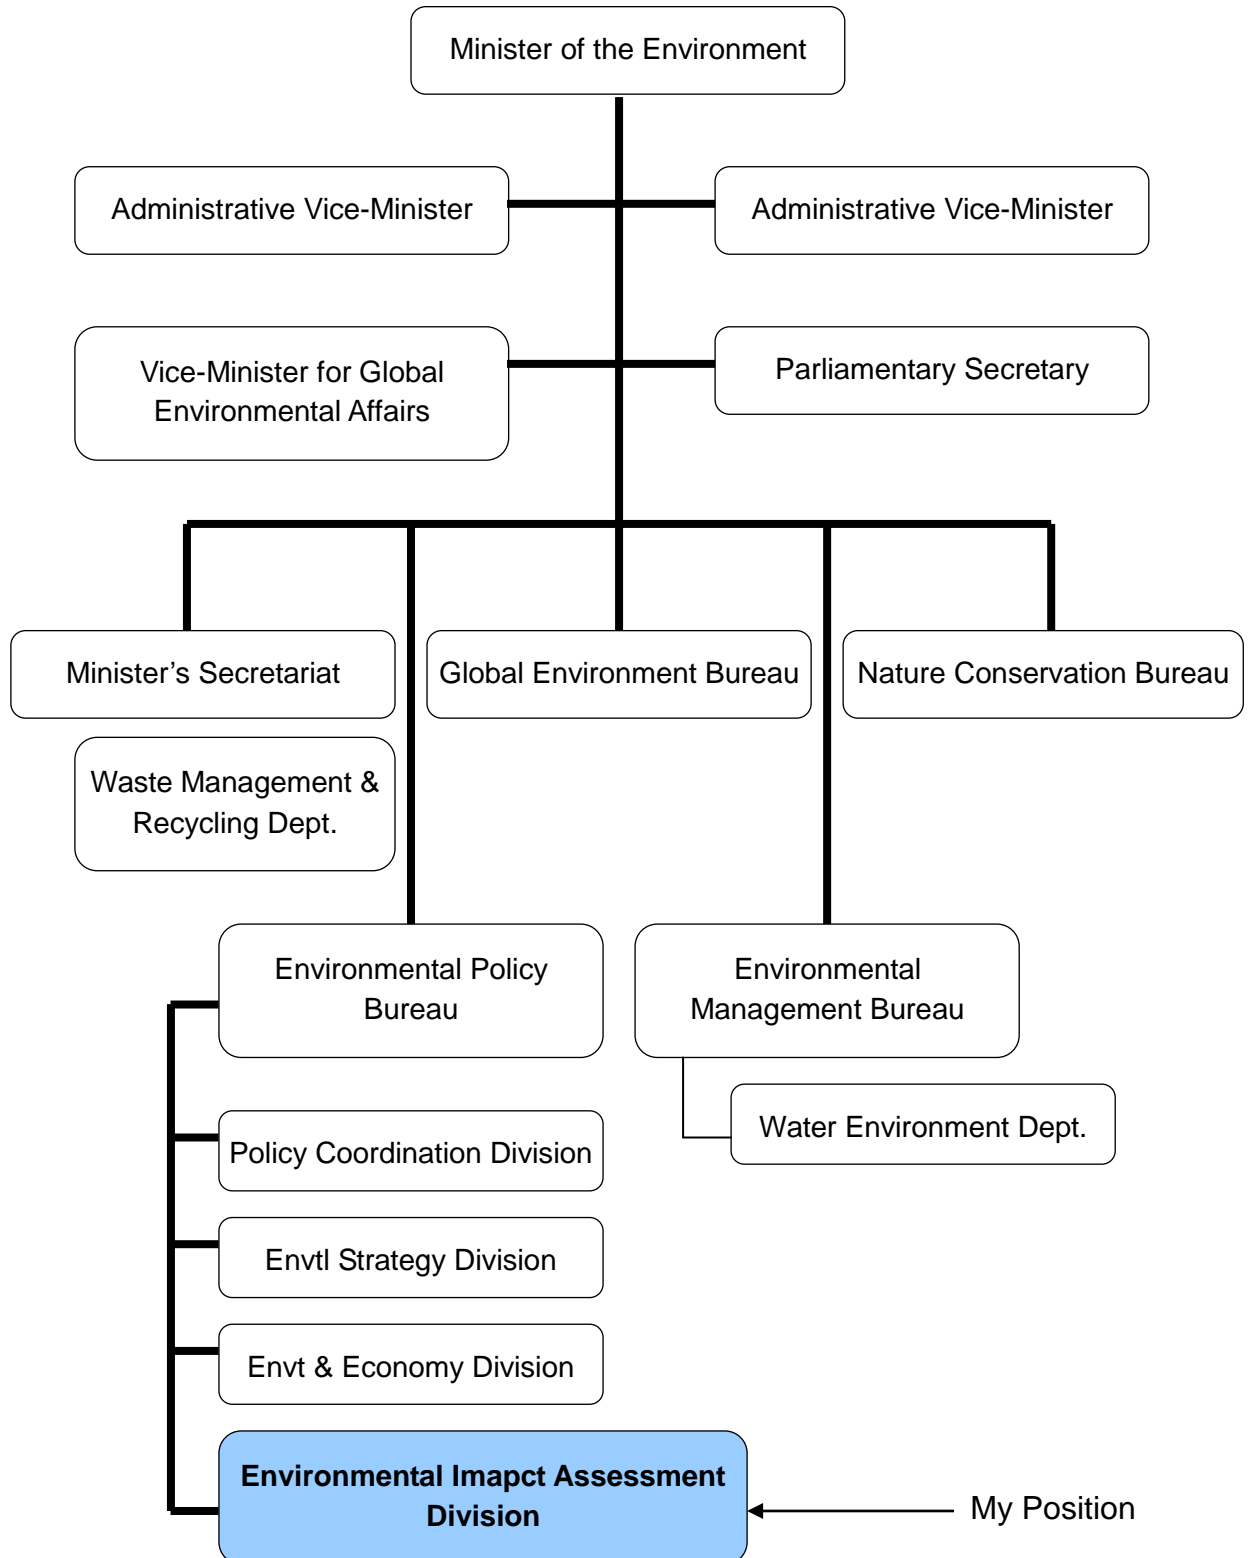 Minister of the Environment
Administrative Vice-Minister
Administrative Vice-Minister
Vice-Minister for Global
Environmental Affairs
Parliamentary Secretary
Minister’s Secretariat
Global Environment Bureau
Nature Conservation Bureau
Waste Management &
Recycling Dept.
Environmental Policy
Bureau
Environmental
Management Bureau
Water Environment Dept.
Policy Coordination Division
Envtl Strategy Division
Envt & Economy Division
Environmental Imapct Assessment
Division
My Position